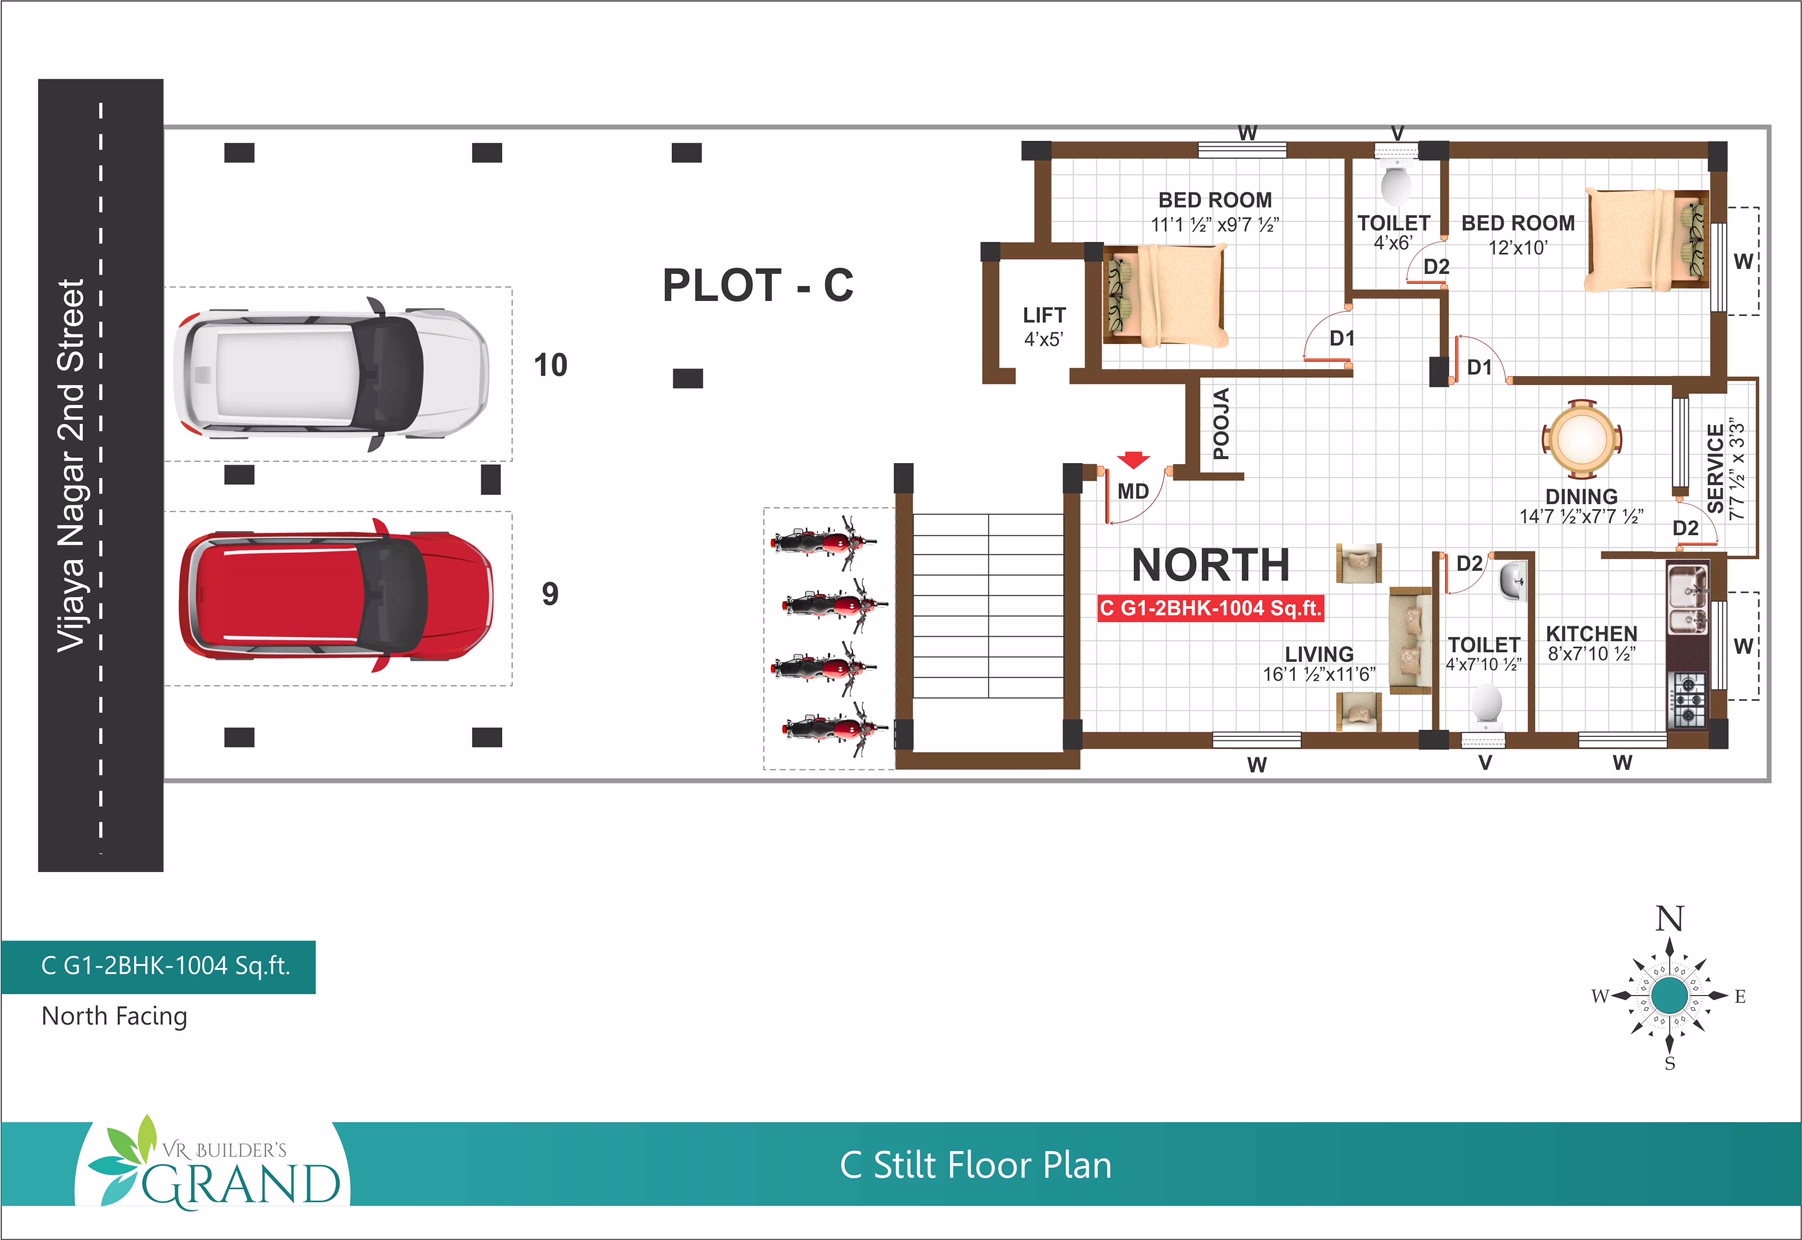 Vijaya Nagar 2nd Street
PLOT - C
10
9
W
V
BED ROOM
11'1 ½” x9'7 ½”
TOILET
4'x6'
BED ROOM
12'x10'
D2
W
LIFT
4'x5'
D1
D1
POOJA
MD
DINING
14'7 ½”x7'7 ½”
SERVICE
7'7 ½” x 3'3”
D2
NORTH
C G1-2BHK-1004 Sq.ft.
D2
LIVING
16'1 ½”x11'6”
TOILET
4'x7'10 ½”
KITCHEN
8'x7'10 ½”
W
W
V
W
N
W
E
S
C G1-2BHK-1004 Sq.ft.
North Facing
VR BUILDER'S
GRAND
C Stilt Floor Plan